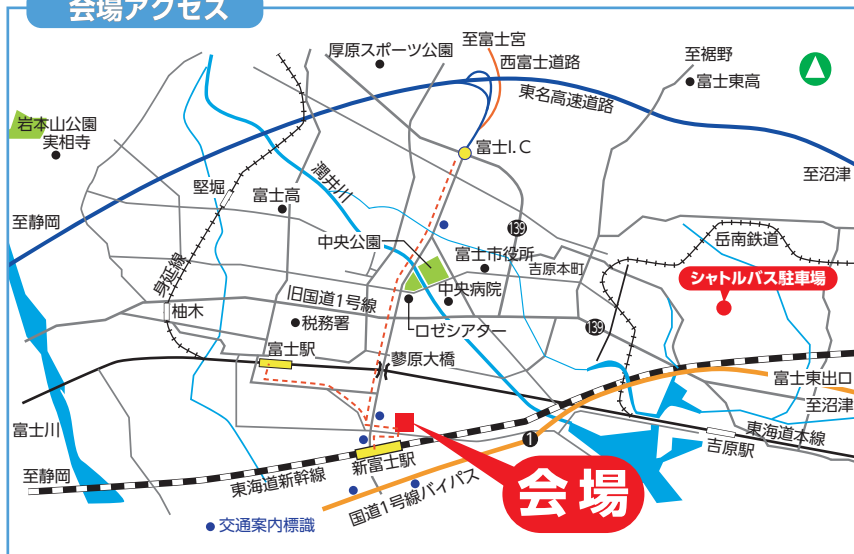 会場アクセス
至富士宮
厚原スポーツ公園
西富士道路
至裾野
富士東高
東名高速道路
岩本山公園
実相寺
富士I.C
潤井川
至沼津
堅堀
富士高
至静岡
139
岳南鉄道
中央公園
富士市役所
吉原本町
身延線
シャトルバス駐車場
中央病院
旧国道1号線
柚木
税務署
ロゼシアター
139
富士駅
蓼原大橋
富士東出口
至沼津
富士川
東海道本線
1
吉原駅
新富士駅
至静岡
東海道新幹線
会場
国道1号線バイパス
交通案内標識